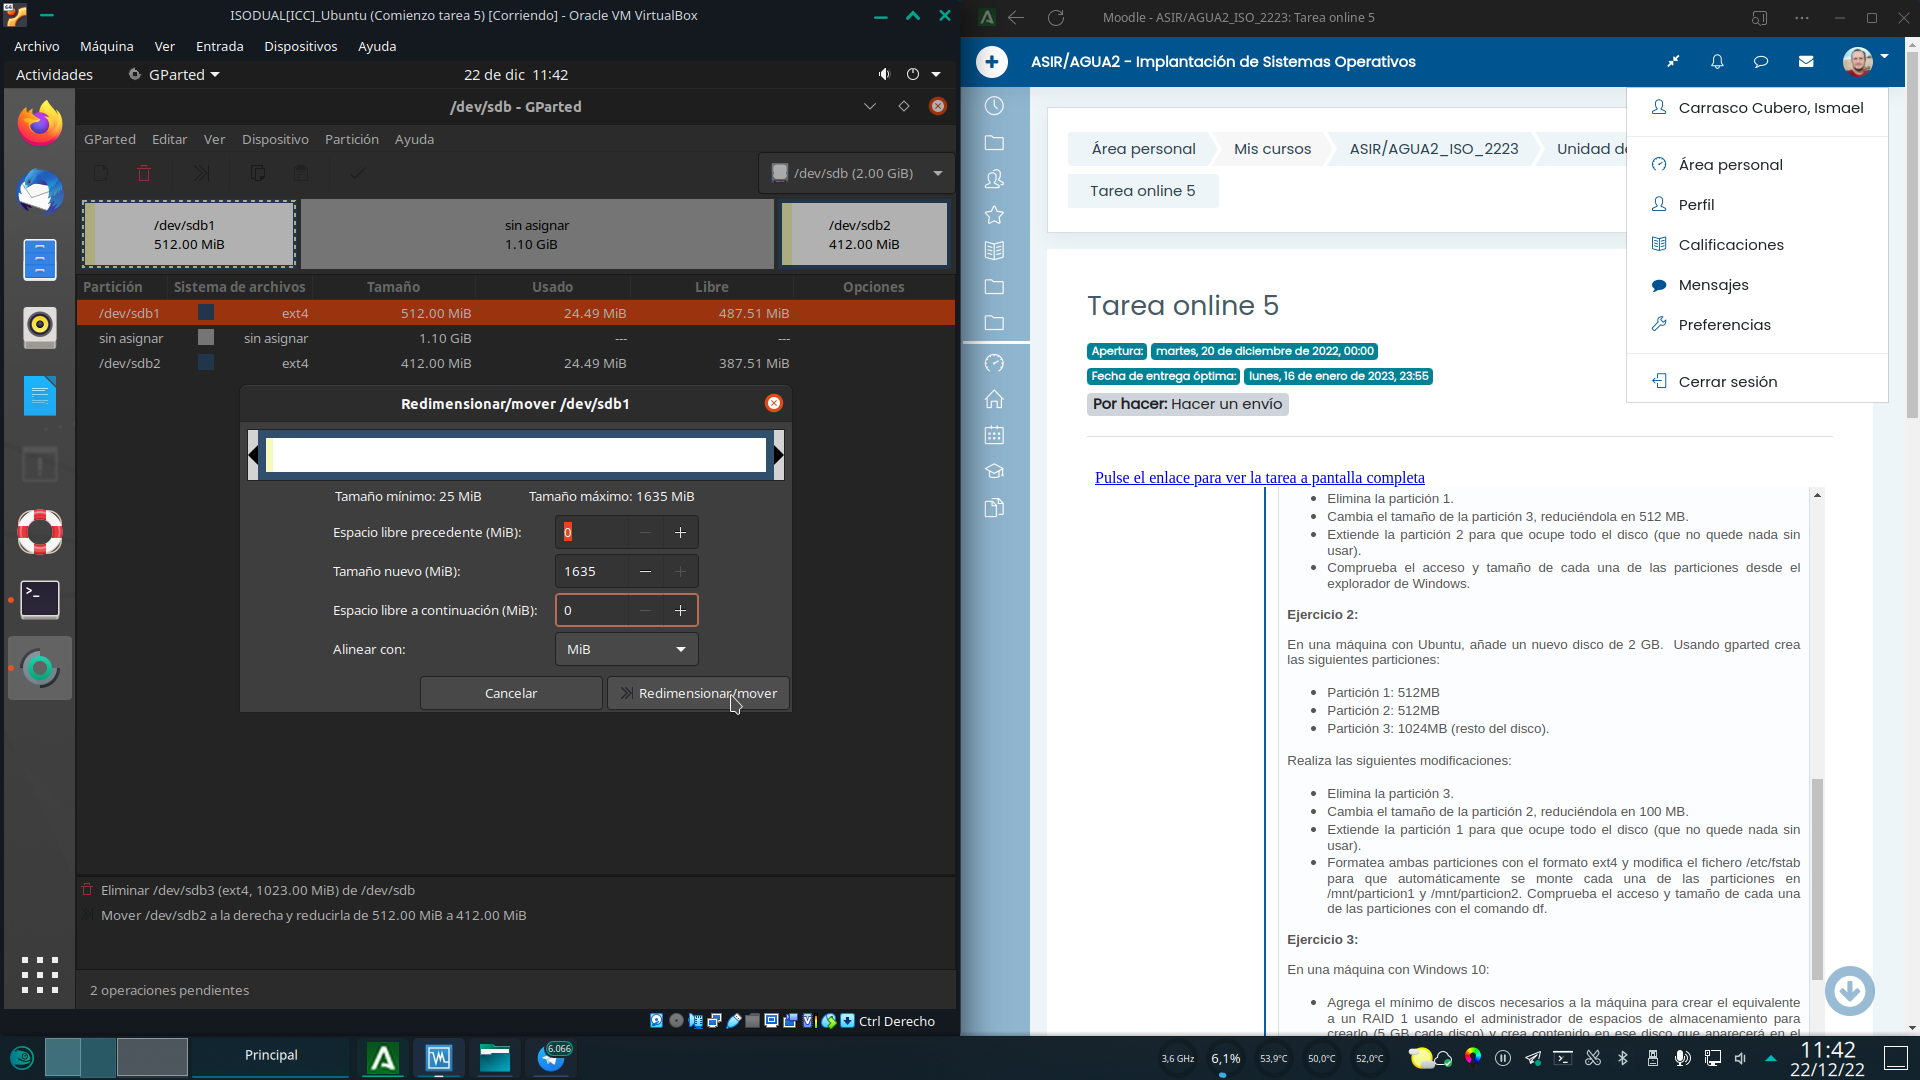 ISODUAL[ICC]_Ubuntu (Comienzo tarea 5) [Corriendo] - Oracle VM VirtualBox
Archivo Máquina Ver Entrada Dispositivos Ayuda
Actividades GParted 22 de dic 11:42
/dev/sdb - GParted
GParted Editar Ver Dispositivo Partición Ayuda
/dev/sdb (2.00 GiB)
/dev/sdb1
512.00 MiB
sin asignar
1.10 GiB
/dev/sdb2
412.00 MiB
Partición Sistema de archivos Tamaño Usado Libre Opciones
/dev/sdb1 ext4 512.00 MiB 24.49 MiB 487.51 MiB
sin asignar sin asignar 1.10 GiB --- ---
/dev/sdb2 ext4 412.00 MiB 24.49 MiB 387.51 MiB
Redimensionar/mover /dev/sdb1
Tamaño mínimo: 25 MiB Tamaño máximo: 1635 MiB
Espacio libre precedente (MiB): 0
Tamaño nuevo (MiB): 1635
Espacio libre a continuación (MiB): 0
Alinear con: MiB
Cancelar Redimensionar/mover
Eliminar /dev/sdb3 (ext4, 1023.00 MiB) de /dev/sdb
Mover /dev/sdb2 a la derecha y reducirla de 512.00 MiB a 412.00 MiB
2 operaciones pendientes
Ctrl Derecho
Moodle - ASIR/AGUA2_ISO_2223: Tarea online 5
ASIR/AGUA2 - Implantación de Sistemas Operativos
Carrasco Cubero, Ismael
Área personal
Perfil
Calificaciones
Mensajes
Preferencias
Cerrar sesión
Área personal Mis cursos ASIR/AGUA2_ISO_2223 Unidad de
Tarea online 5
Tarea online 5
Apertura: martes, 20 de diciembre de 2022, 00:00
Fecha de entrega óptima: lunes, 16 de enero de 2023, 23:55
Por hacer: Hacer un envío
Pulse el enlace para ver la tarea a pantalla completa
Elimina la partición 1.
Cambia el tamaño de la partición 3, reduciéndola en 512 MB.
Extiende la partición 2 para que ocupe todo el disco (que no quede nada sin
usar).
Comprueba el acceso y tamaño de cada una de las particiones desde el
explorador de Windows.
Ejercicio 2:
En una máquina con Ubuntu, añade un nuevo disco de 2 GB. Usando gparted crea
las siguientes particiones:
Partición 1: 512MB
Partición 2: 512MB
Partición 3: 1024MB (resto del disco).
Realiza las siguientes modificaciones:
Elimina la partición 3.
Cambia el tamaño de la partición 2, reduciéndola en 100 MB.
Extiende la partición 1 para que ocupe todo el disco (que no quede nada sin
usar).
Formatea ambas particiones con el formato ext4 y modifica el fichero /etc/fstab
para que automáticamente se monte cada una de las particiones en
/mnt/particion1 y /mnt/particion2. Comprueba el acceso y tamaño de cada una
de las particiones con el comando df.
Ejercicio 3:
En una máquina con Windows 10:
Agrega el mínimo de discos necesarios a la máquina para crear el equivalente
a un RAID 1 usando el administrador de espacios de almacenamiento para
crearlo (5 GB cada disco) y crea contenido en ese disco que aparecerá en el
Principal
6.066
3,6 GHz 6,1% 53,9°C 50,0°C 52,0°C
11:42
22/12/22